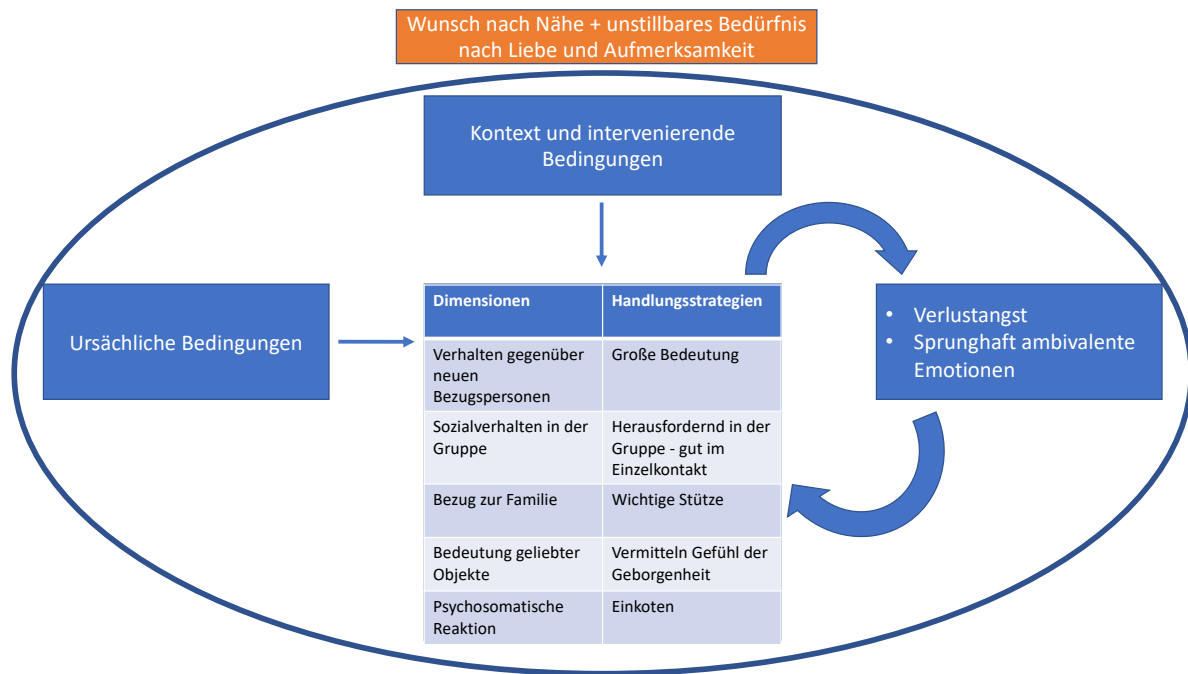 Wunsch nach Nähe + unstillbares Bedürfnis
nach Liebe und Aufmerksamkeit
Kontext und intervenierende
Bedingungen
Ursächliche Bedingungen
Dimensionen
Handlungsstrategien
Verhalten gegenüber
neuen
Bezugspersonen
Große Bedeutung
Sozialverhalten in der
Gruppe
Herausfordernd in der
Gruppe - gut im
Einzelkontakt
Bezug zur Familie
Wichtige Stütze
Bedeutung geliebter
Objekte
Vermitteln Gefühl der
Geborgenheit
Psychosomatische
Reaktion
Einkoten
• Verlustangst
• Sprunghaft ambivalente
Emotionen